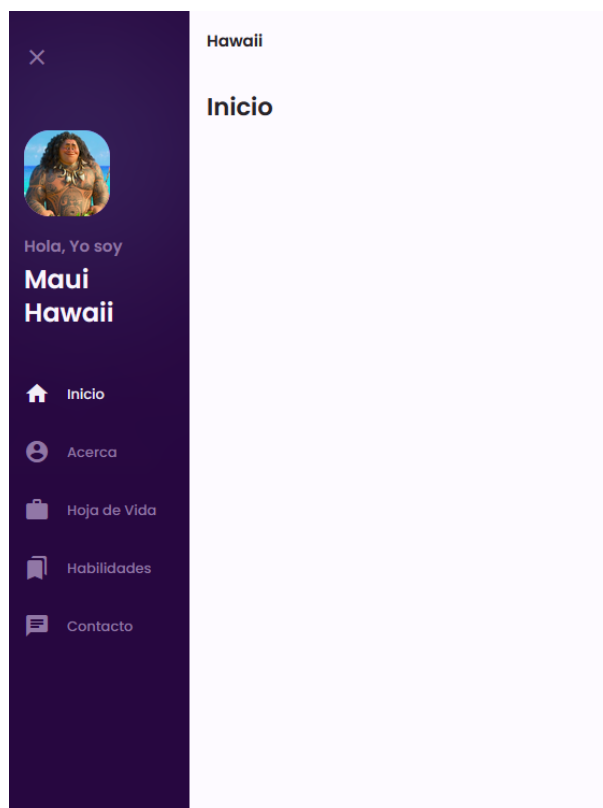 Hawaii
Inicio
Hola, Yo soy
Maui
Hawaii
Inicio
Acerca
Hoja de Vida
Habilidades
Contacto